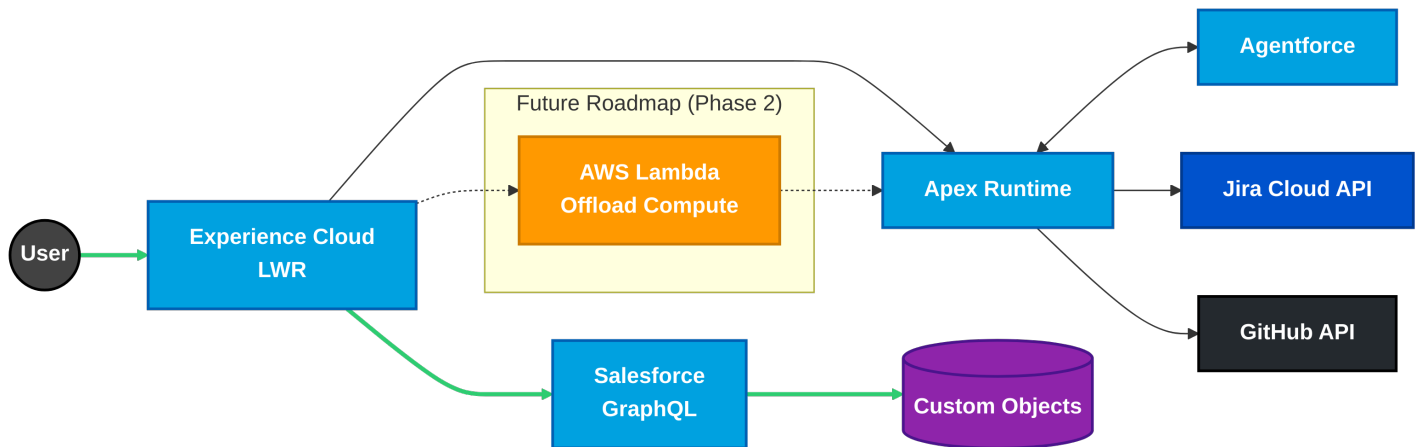 User
Experience Cloud
LWR
Future Roadmap (Phase 2)
AWS Lambda
Offload Compute
Salesforce
GraphQL
Custom Objects
Apex Runtime
Agentforce
Jira Cloud API
GitHub API